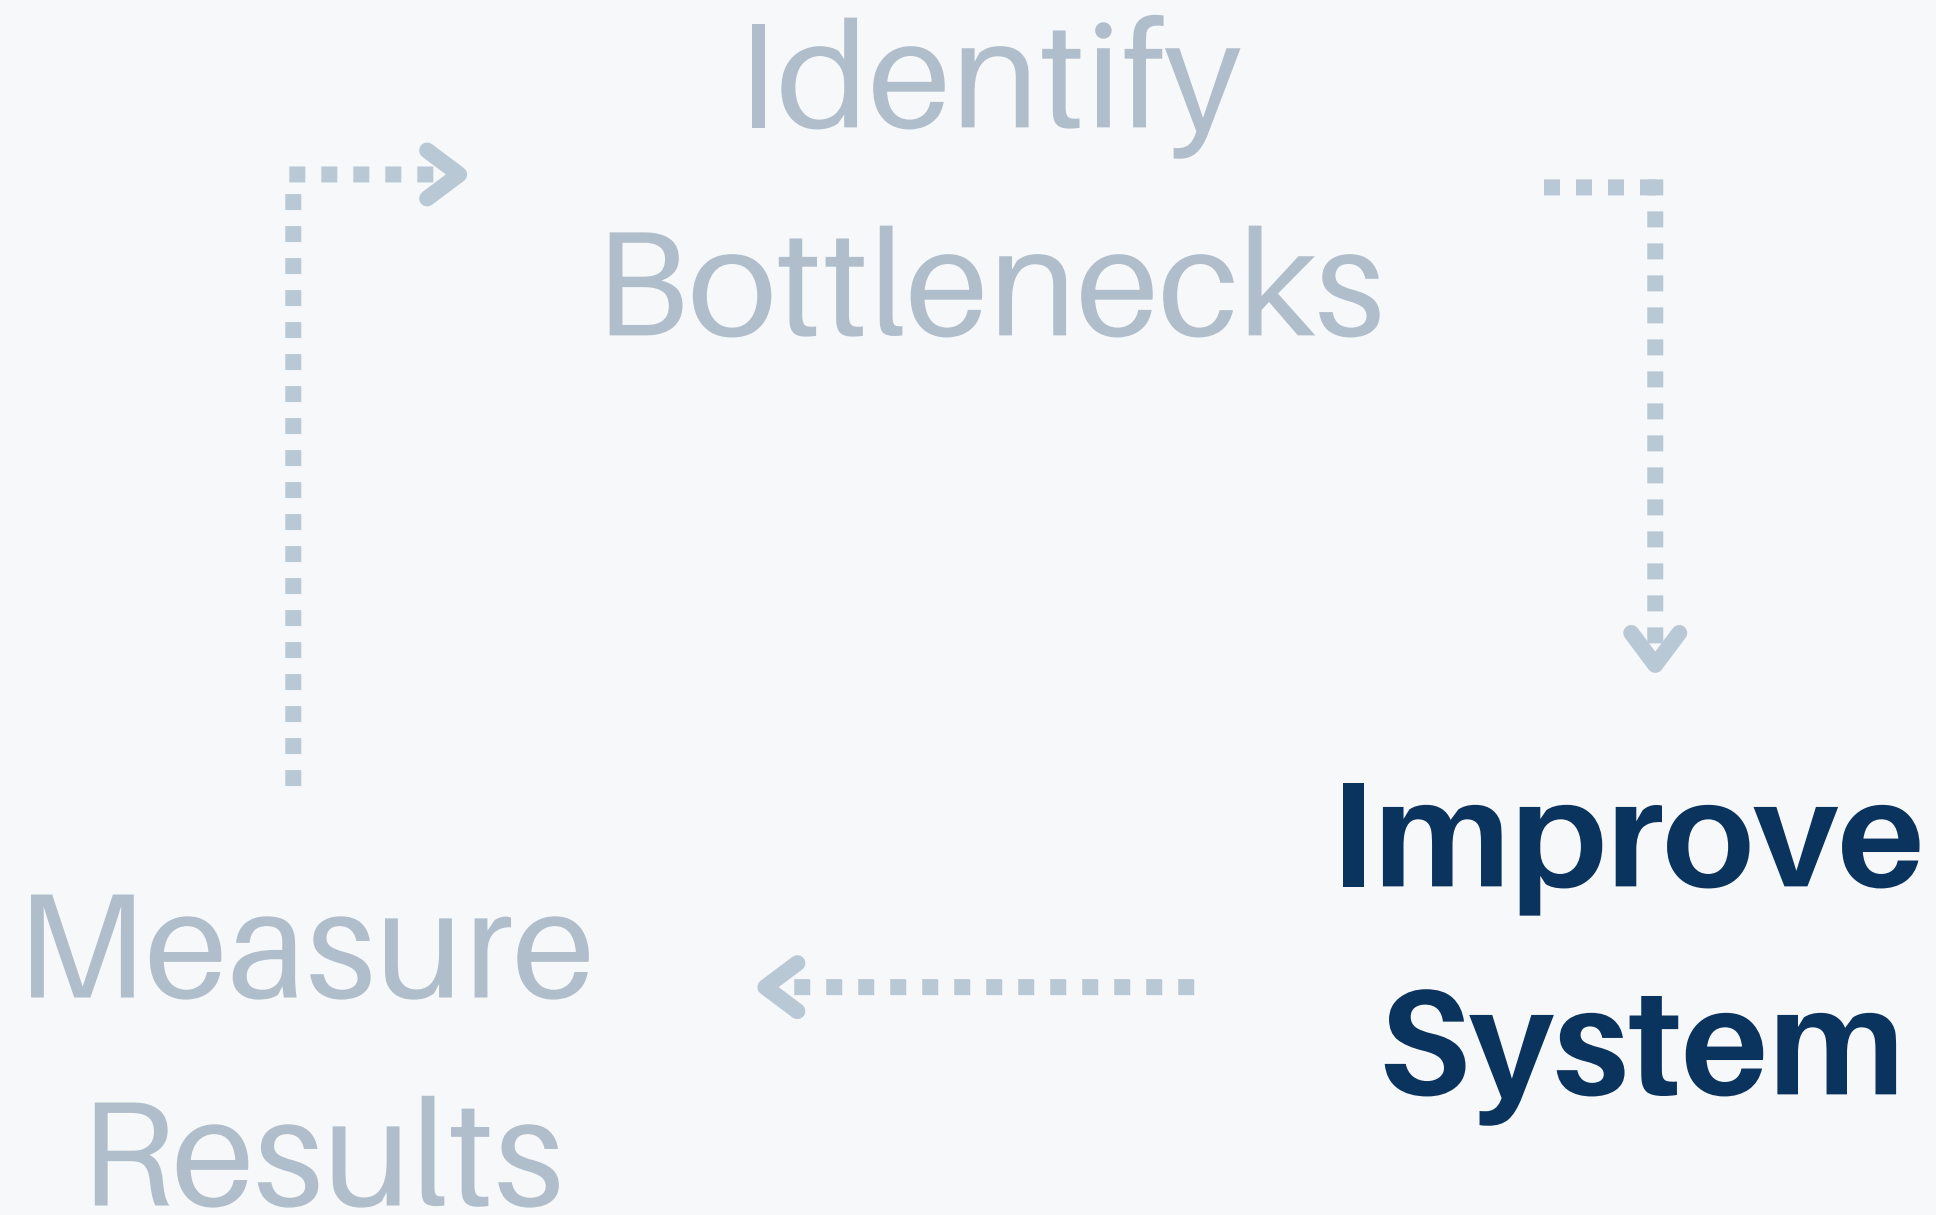 Identify
Bottlenecks
Improve
System
Measure
Results